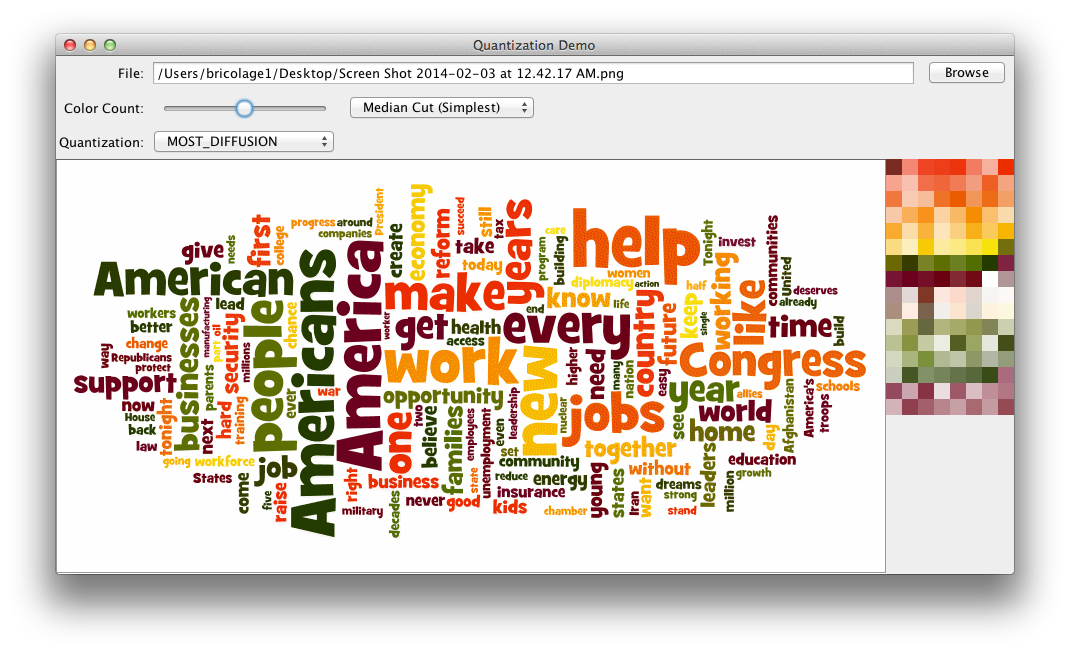 Quantization Demo
File: /Users/bricolage1/Desktop/Screen Shot 2014-02-03 at 12.42.17 AM.png Browse
Color Count: Median Cut (Simplest)
Quantization: MOST_DIFFUSION
President
economy
succeed
care
communities
years
still
tax
reform
first
progress
around
companies
create
help
Tonight
invest
give
needs
college
take
program
building
women
American
Americans
America
today
diplomacy
action
half
working
United
deserves
already
make
know
life
country
keep
businesses
manufacturing
lead
people
chance
workers
better
part
oil
security
worker
get
health
access
end
every
future
single
like
time
build
change
way
Republicans
protect
millions
work
new
higher
need
many
nation
easy
Congress
support
parents
war
ever
opportunity
leadership
nuclear
jobs
year
allies
Afghanistan
America's
schools
troops
now
House
back
tonight
next
hard
training
one
two
believe
families
employees
unemployment
even
see
world
home
day
law
going
workforce
job
set
together
community
education
States
come
five
raise
right
business
state
reduce
energy
young
states
without
want
dreams
leaders
million
growth
military
decades
never
good
insurance
kids
chamber
Iran
strong
stand